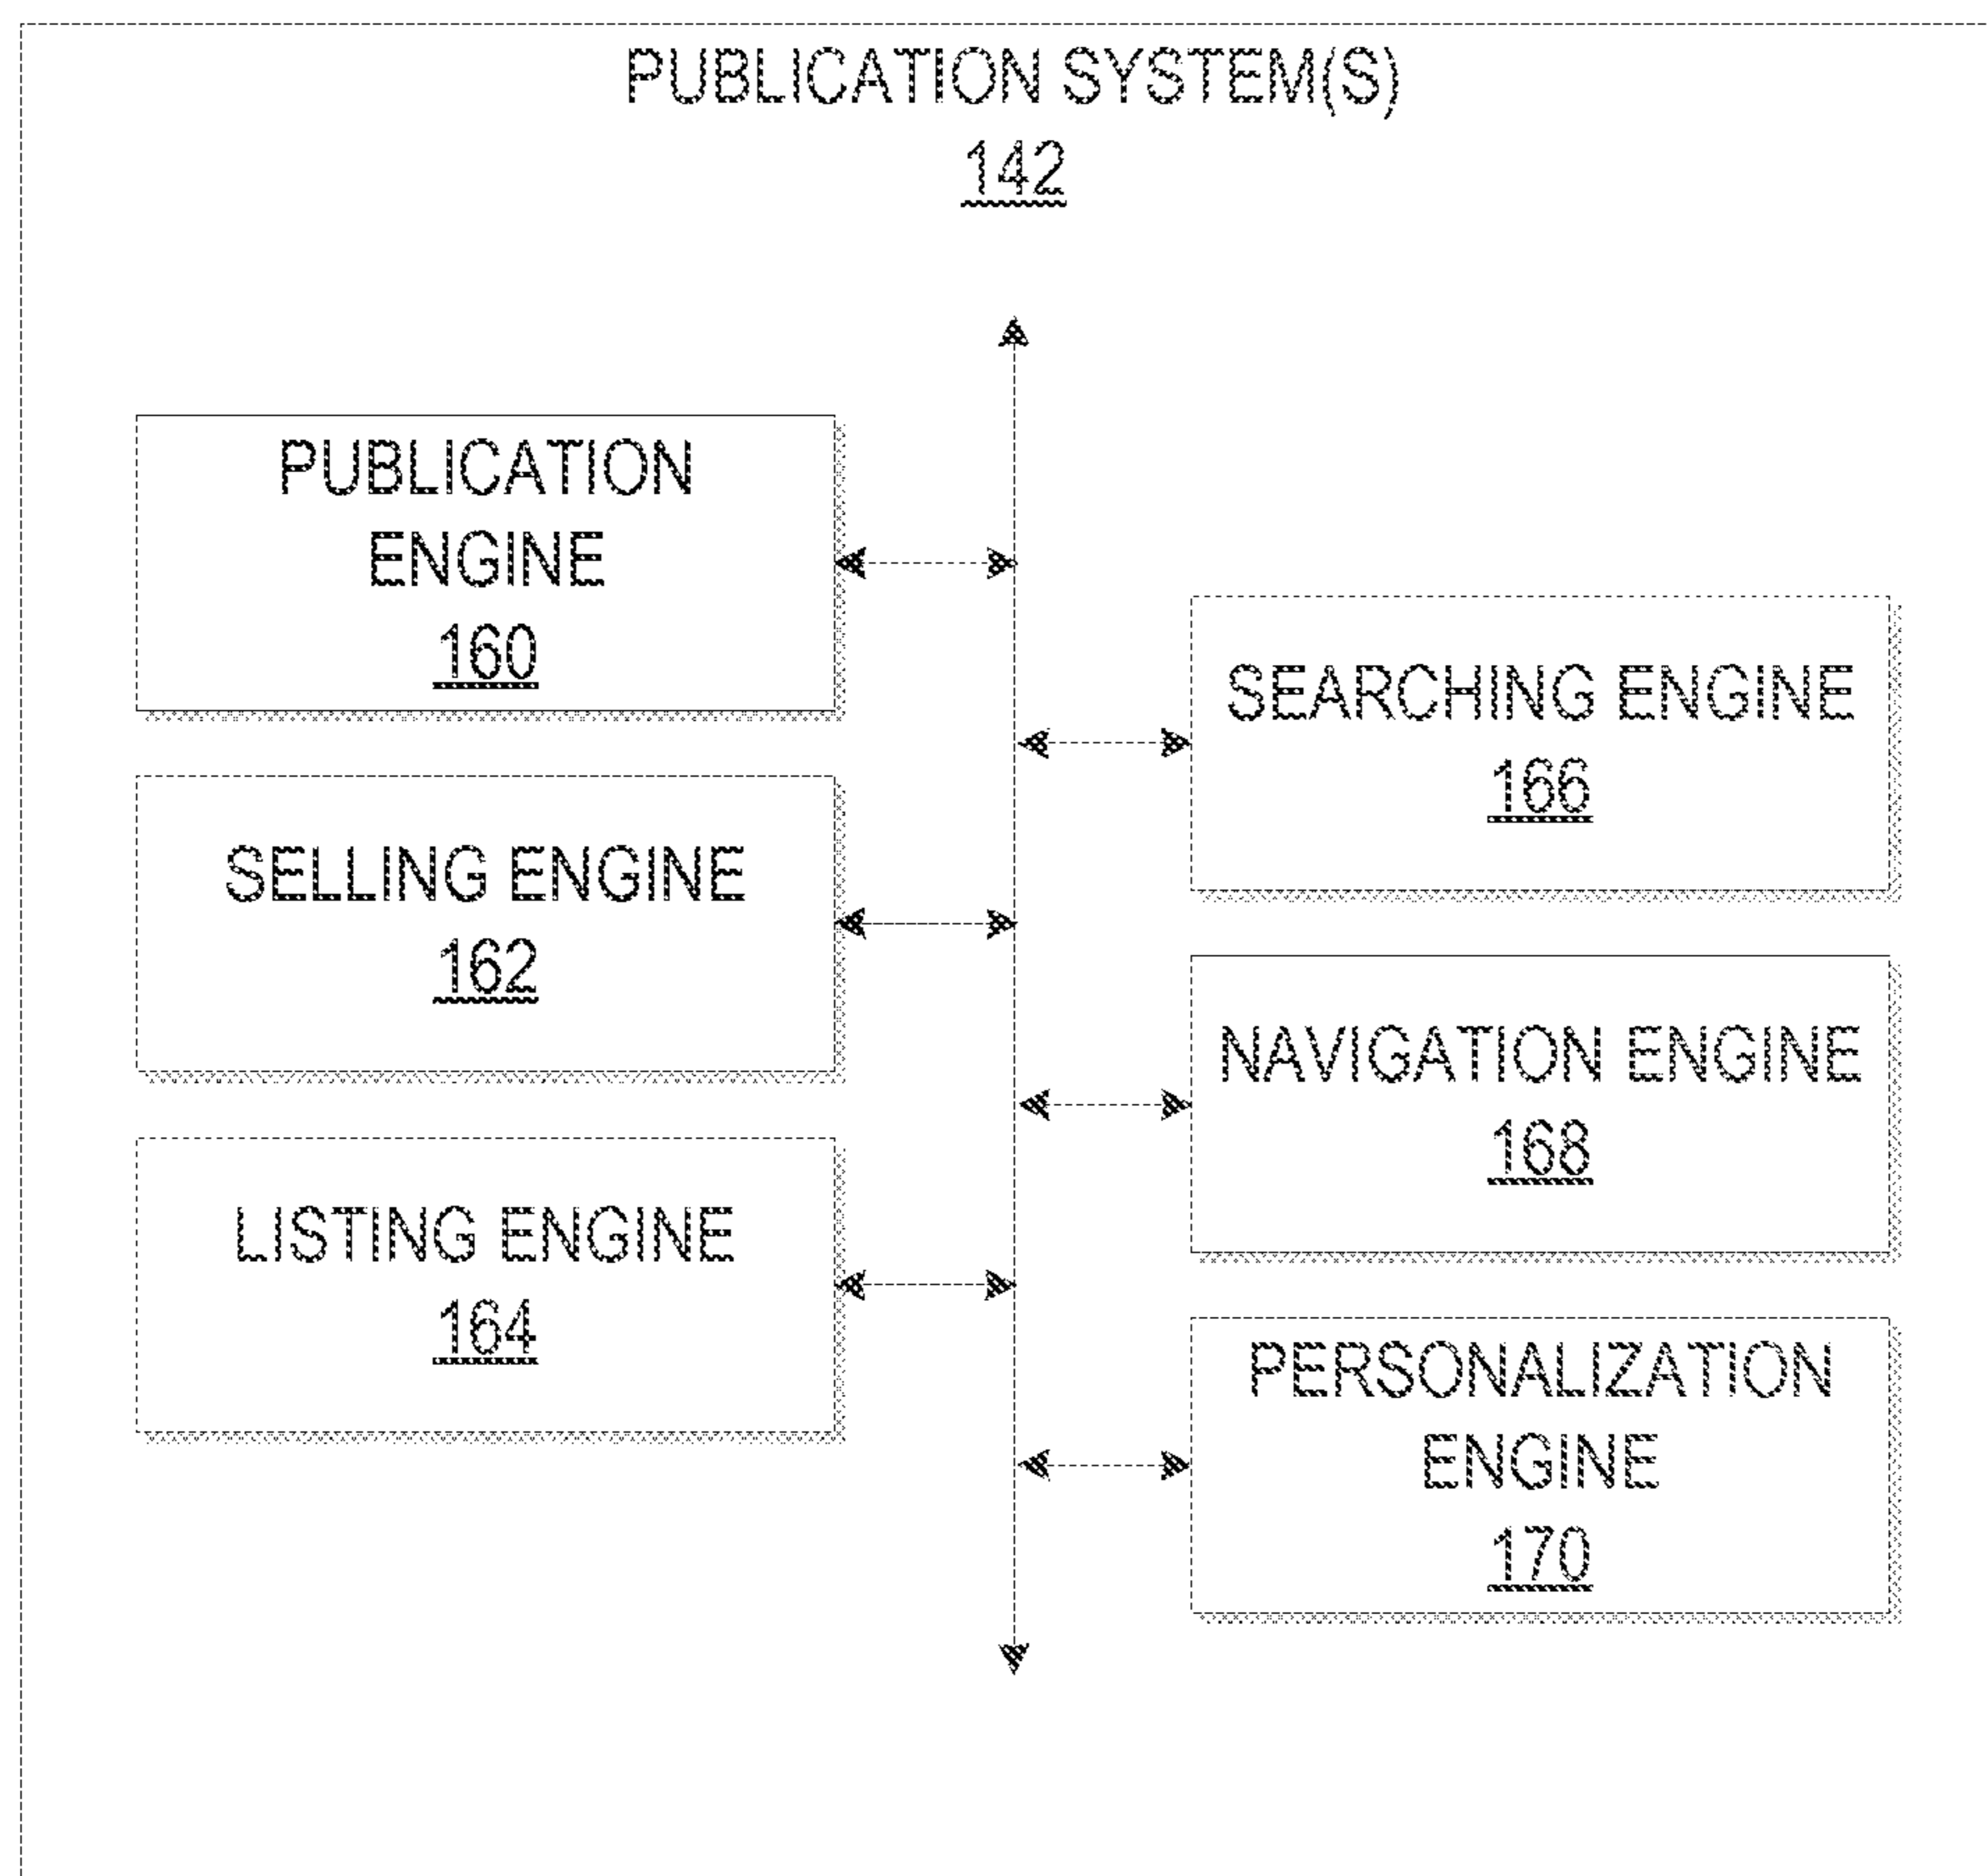 PUBLICATION SYSTEM(S)
142
PUBLICATION
ENGINE
160
SELLING ENGINE
162
LISTING ENGINE
164
SEARCHING ENGINE
166
NAVIGATION ENGINE
168
PERSONALIZATION
ENGINE
170